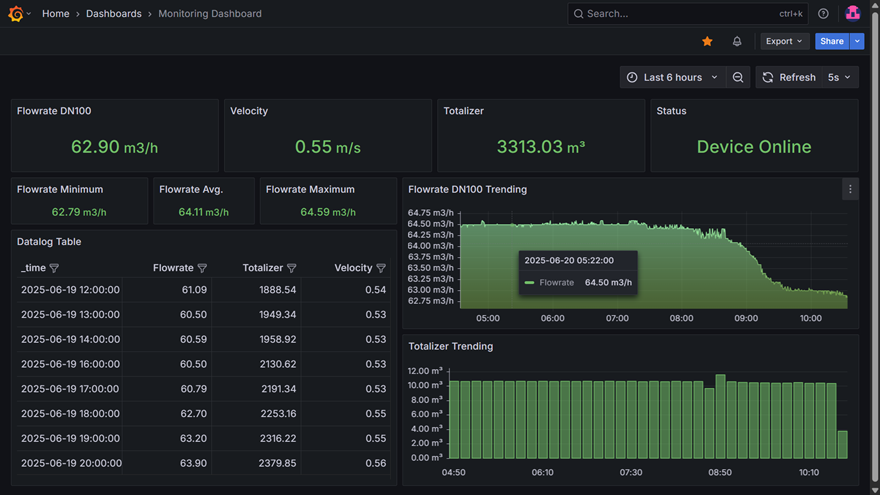 Home › Dashboards › Monitoring Dashboard
Search... ctrl+k
Export Share
Last 6 hours Refresh 5s
Flowrate DN100
62.90 m3/h
Velocity
0.55 m/s
Totalizer
3313.03 m³
Status
Device Online
Flowrate Minimum
62.79 m3/h
Flowrate Avg.
64.11 m3/h
Flowrate Maximum
64.59 m3/h
Datalog Table
_time Flowrate Totalizer Velocity
2025-06-19 12:00:00 61.09 1888.54 0.54
2025-06-19 13:00:00 60.50 1949.34 0.53
2025-06-19 14:00:00 60.59 1958.92 0.53
2025-06-19 16:00:00 60.50 2130.62 0.53
2025-06-19 17:00:00 60.79 2191.34 0.53
2025-06-19 18:00:00 62.70 2253.16 0.55
2025-06-19 19:00:00 63.20 2316.22 0.55
2025-06-19 20:00:00 63.90 2379.85 0.56
Flowrate DN100 Trending
64.75 m3/h
64.50 m3/h
64.25 m3/h
64.00 m3/h
63.75 m3/h
63.50 m3/h
63.25 m3/h
63.00 m3/h
62.75 m3/h
2025-06-20 05:22:00
Flowrate 64.50 m3/h
05:00 06:00 07:00 08:00 09:00 10:00
Totalizer Trending
12.00 m³
10.00 m³
8.00 m³
6.00 m³
4.00 m³
2.00 m³
0.00 m³
04:50 06:10 07:30 08:50 10:10